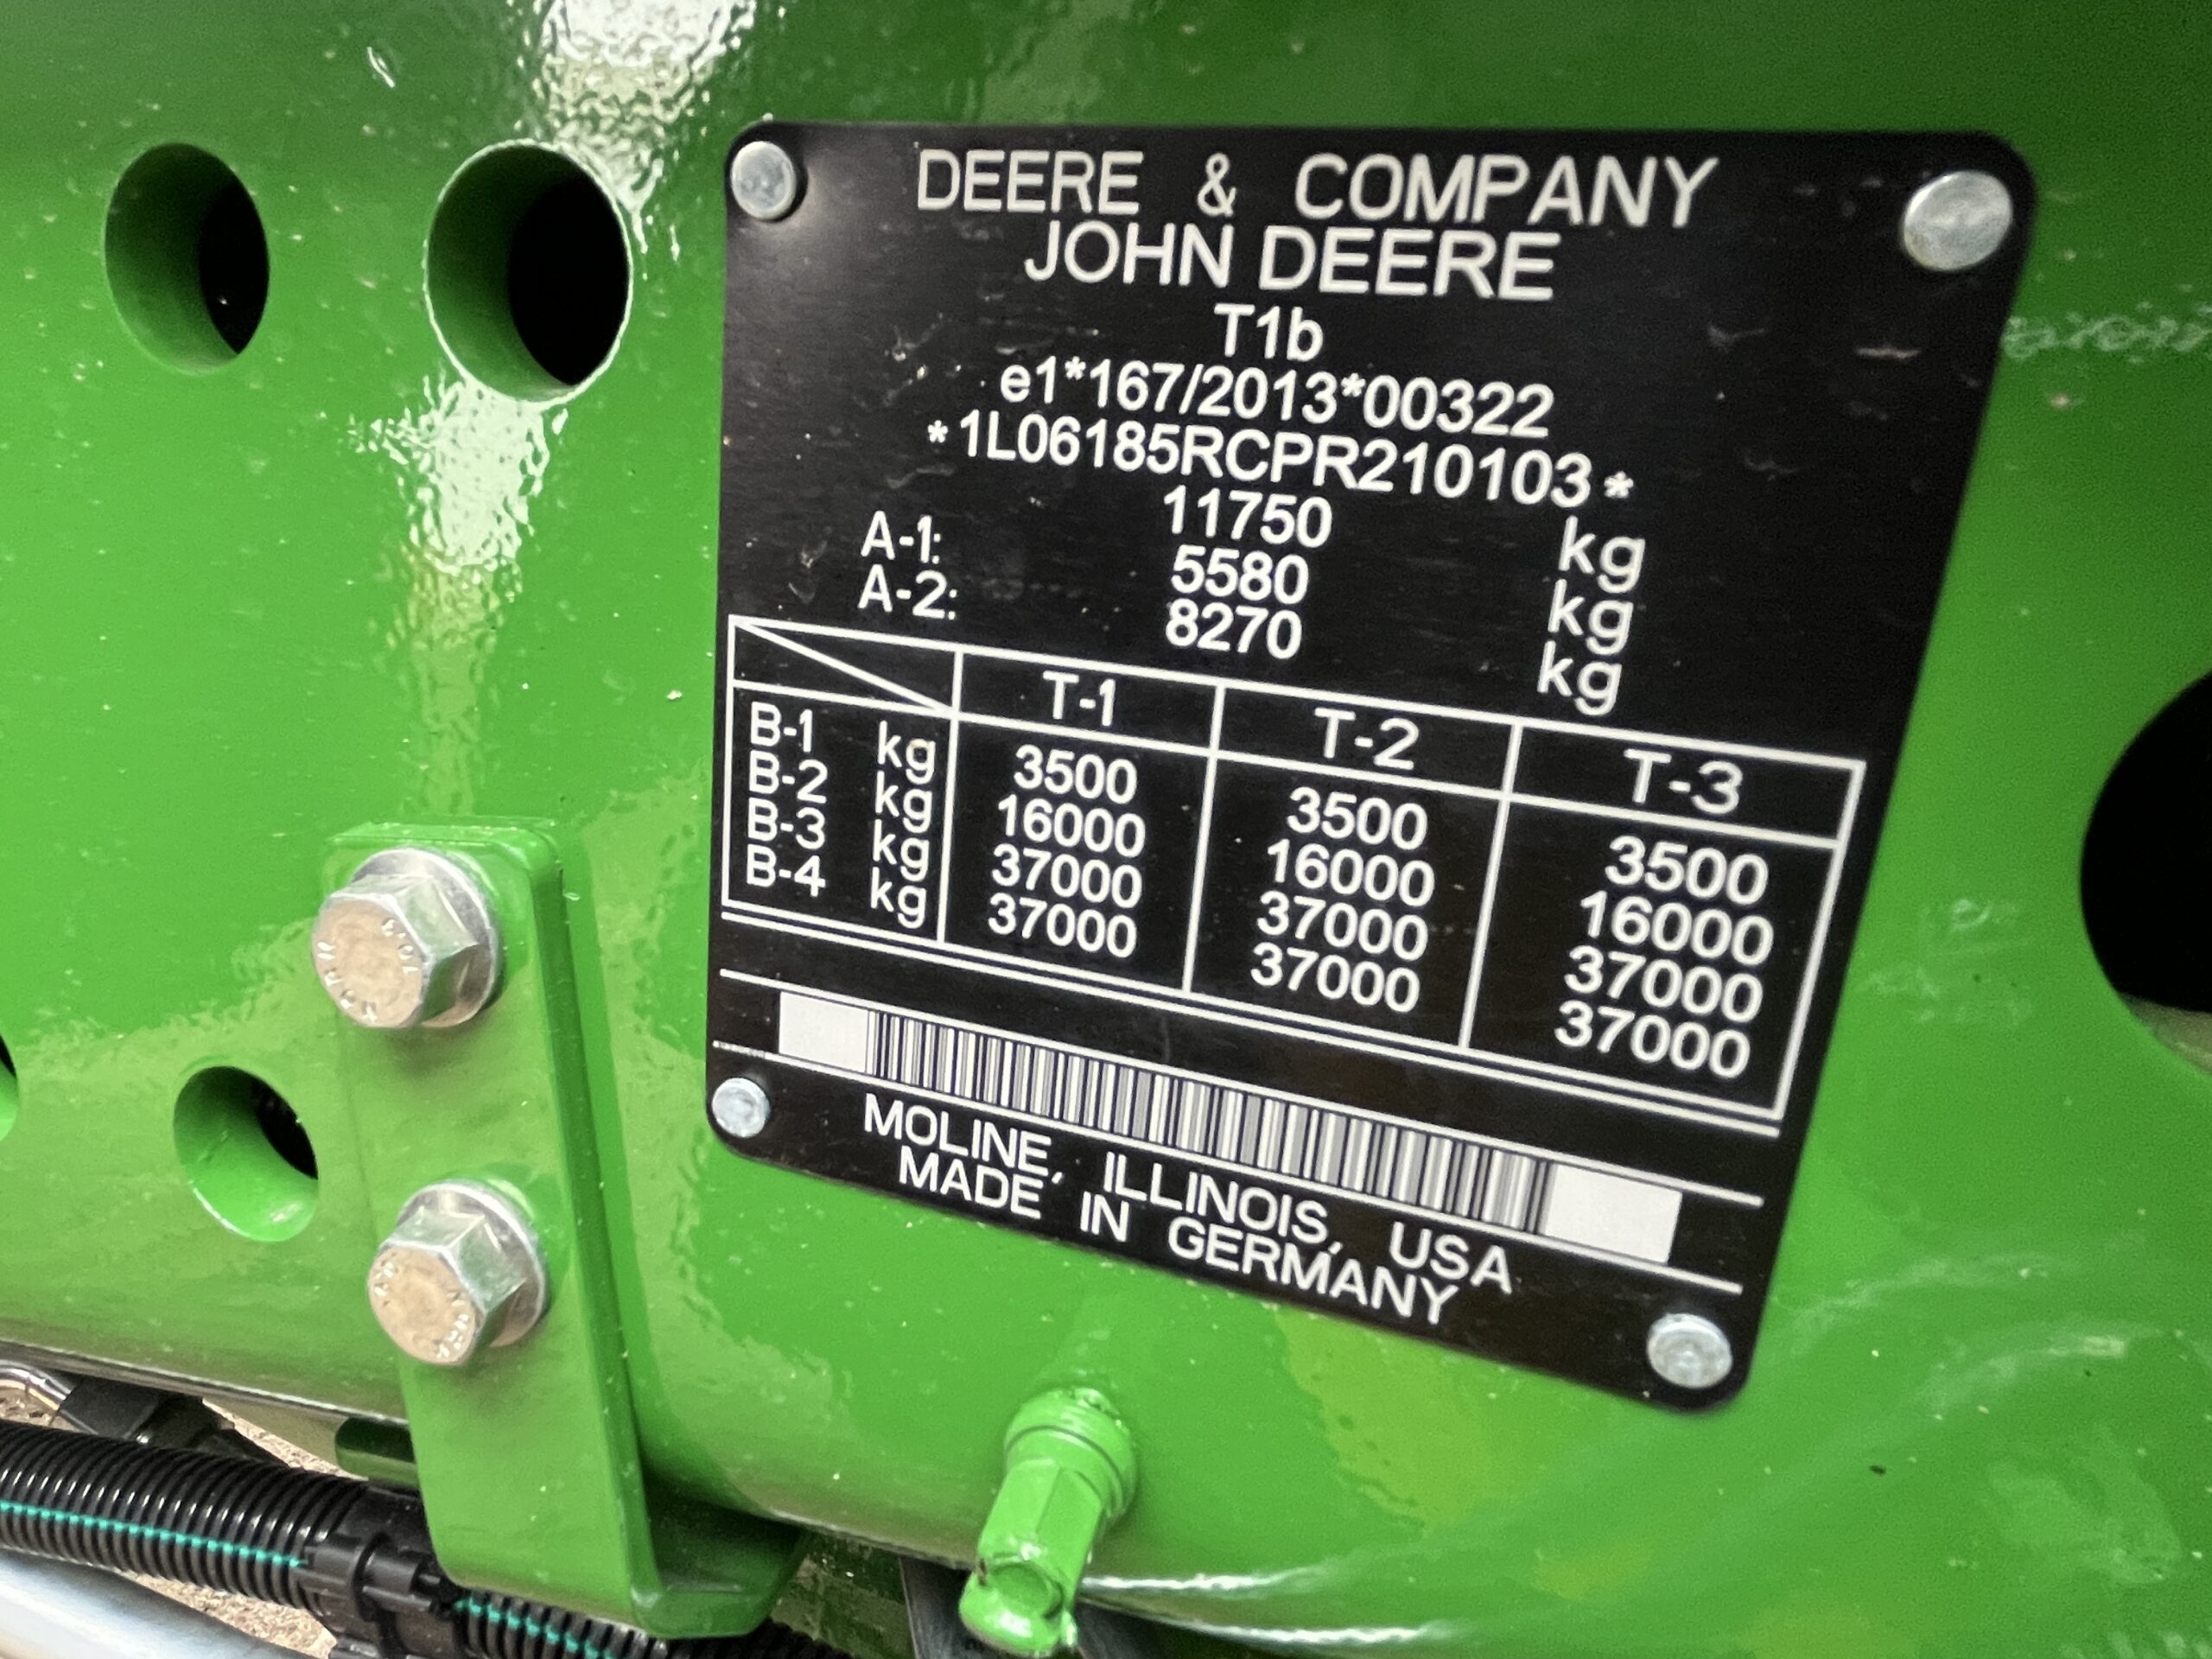 DEERE & COMPANY
JOHN DEERE
T1b
e1*167/2013*00322
*1L06185RCPR210103*
11750 kg
A-1: 5580 kg
A-2: 8270 kg
T-1 T-2 T-3
B-1 kg 3500 3500 3500
B-2 kg 16000 16000 16000
B-3 kg 37000 37000 37000
B-4 kg 37000 37000 37000
MOLINE, ILLINOIS, USA
MADE IN GERMANY